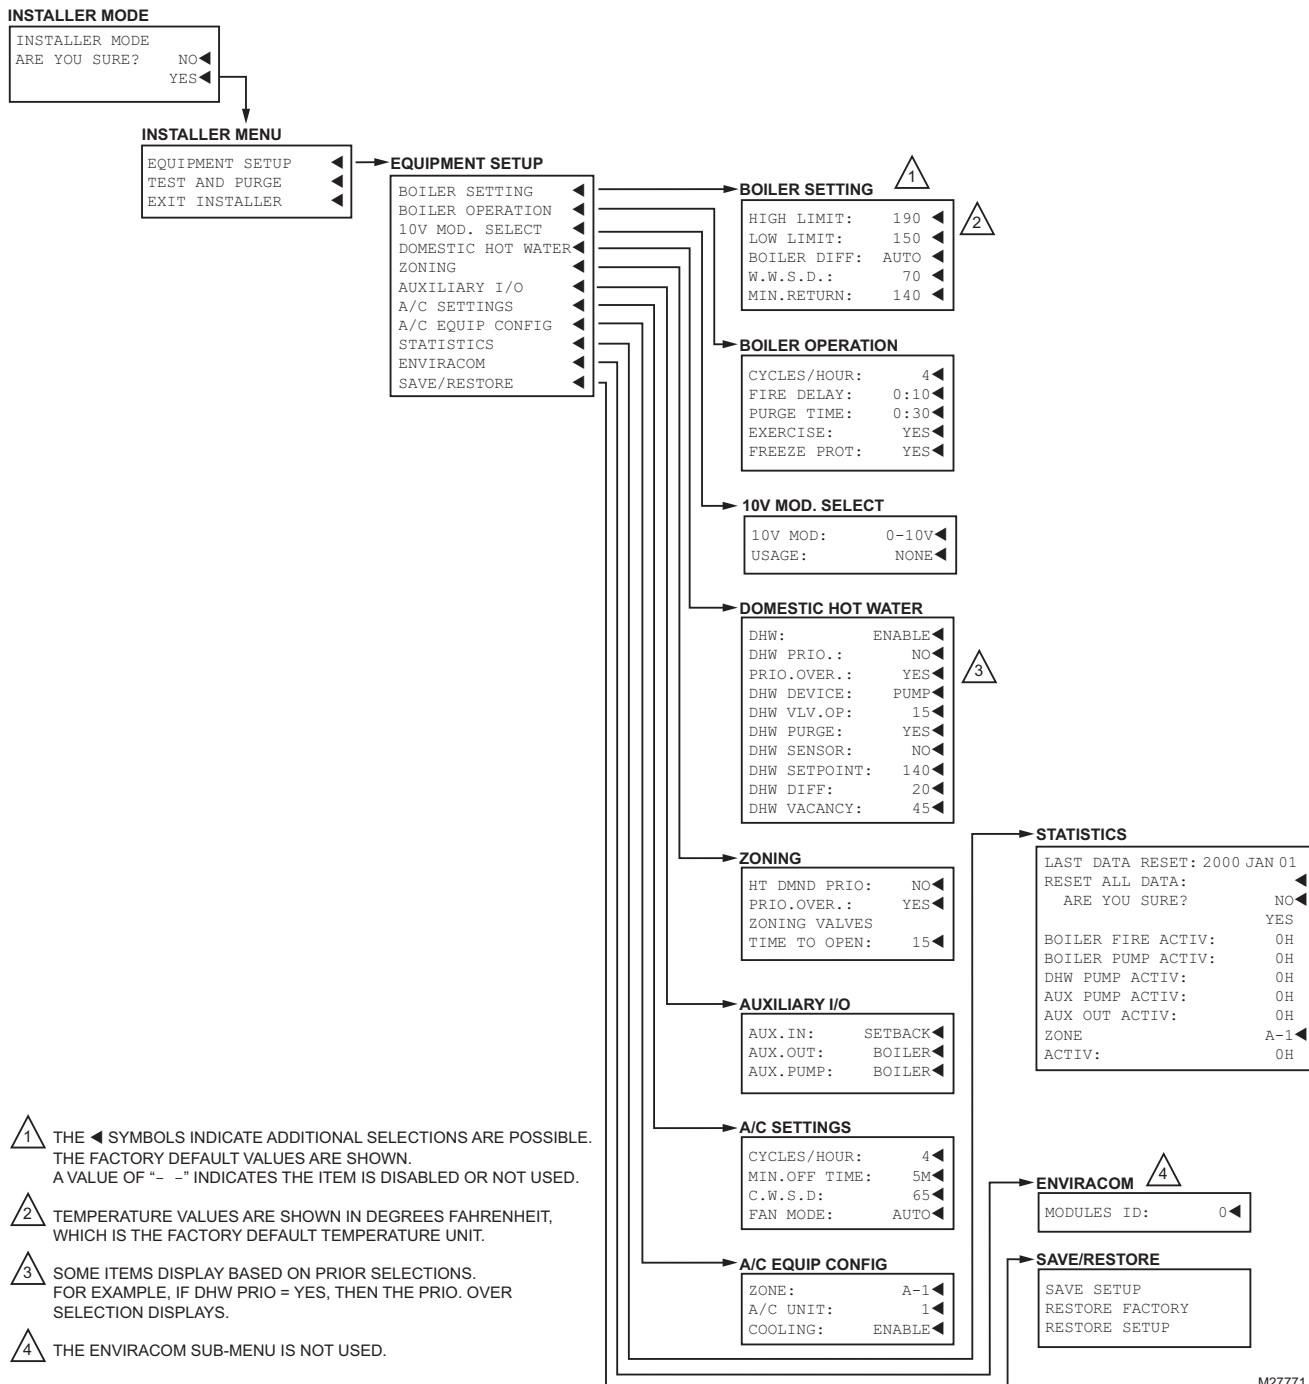 INSTALLER MODE
INSTALLER MODE
ARE YOU SURE? NO◀
YES◀
INSTALLER MENU
EQUIPMENT SETUP ◀
TEST AND PURGE ◀
EXIT INSTALLER ◀
EQUIPMENT SETUP
BOILER SETTING ◀
BOILER OPERATION ◀
10V MOD. SELECT ◀
DOMESTIC HOT WATER◀
ZONING ◀
AUXILIARY I/O ◀
A/C SETTINGS ◀
A/C EQUIP CONFIG ◀
STATISTICS ◀
ENVIRACOM ◀
SAVE/RESTORE ◀
BOILER SETTING 1
HIGH LIMIT: 190 ◀ 2
LOW LIMIT: 150 ◀
BOILER DIFF: AUTO ◀
W.W.S.D.: 70 ◀
MIN.RETURN: 140 ◀
BOILER OPERATION
CYCLES/HOUR: 4◀
FIRE DELAY: 0:10◀
PURGE TIME: 0:30◀
EXERCISE: YES◀
FREEZE PROT: YES◀
10V MOD. SELECT
10V MOD: 0-10V◀
USAGE: NONE◀
DOMESTIC HOT WATER
DHW: ENABLE◀
DHW PRIO.: NO◀
PRIO.OVER.: YES◀ 3
DHW DEVICE: PUMP◀
DHW VLV.OP: 15◀
DHW PURGE: YES◀
DHW SENSOR: NO◀
DHW SETPOINT: 140◀
DHW DIFF: 20◀
DHW VACANCY: 45◀
ZONING
HT DMND PRIO: NO◀
PRIO.OVER.: YES◀
ZONING VALVES
TIME TO OPEN: 15◀
AUXILIARY I/O
AUX.IN: SETBACK◀
AUX.OUT: BOILER◀
AUX.PUMP: BOILER◀
A/C SETTINGS
CYCLES/HOUR: 4◀
MIN.OFF TIME: 5M◀
C.W.S.D: 65◀
FAN MODE: AUTO◀
A/C EQUIP CONFIG
ZONE: A-1◀
A/C UNIT: 1◀
COOLING: ENABLE◀
STATISTICS
LAST DATA RESET: 2000 JAN 01
RESET ALL DATA: ◀
ARE YOU SURE? NO◀
YES
BOILER FIRE ACTIV: 0H
BOILER PUMP ACTIV: 0H
DHW PUMP ACTIV: 0H
AUX PUMP ACTIV: 0H
AUX OUT ACTIV: 0H
ZONE A-1◀
ACTIV: 0H
ENVIRACOM 4
MODULES ID: 0◀
SAVE/RESTORE
SAVE SETUP
RESTORE FACTORY
RESTORE SETUP
1 THE ◀ SYMBOLS INDICATE ADDITIONAL SELECTIONS ARE POSSIBLE.
THE FACTORY DEFAULT VALUES ARE SHOWN.
A VALUE OF “- -” INDICATES THE ITEM IS DISABLED OR NOT USED.
2 TEMPERATURE VALUES ARE SHOWN IN DEGREES FAHRENHEIT,
WHICH IS THE FACTORY DEFAULT TEMPERATURE UNIT.
3 SOME ITEMS DISPLAY BASED ON PRIOR SELECTIONS.
FOR EXAMPLE, IF DHW PRIO = YES, THEN THE PRIO. OVER
SELECTION DISPLAYS.
4 THE ENVIRACOM SUB-MENU IS NOT USED.
M27771